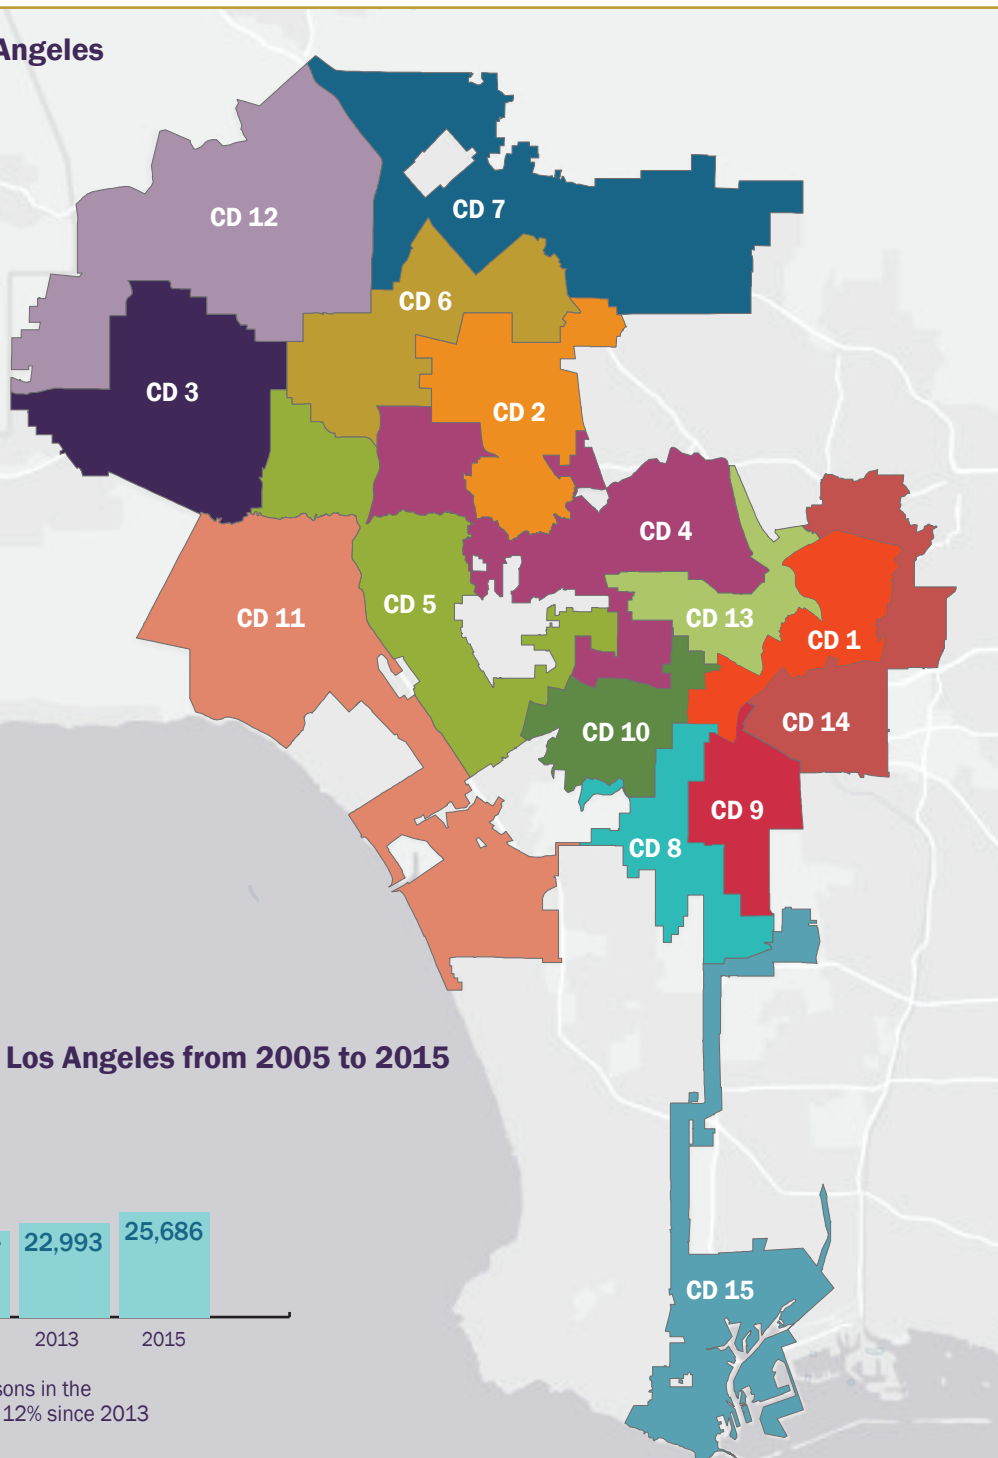 Angeles
CD 12
CD 7
CD 6
CD 3
CD 2
CD 4
CD 11
CD 5
CD 13
CD 1
CD 10
CD 14
CD 9
CD 8
Los Angeles from 2005 to 2015
22,993
25,686
2013
2015
CD 15
sons in the
12% since 2013